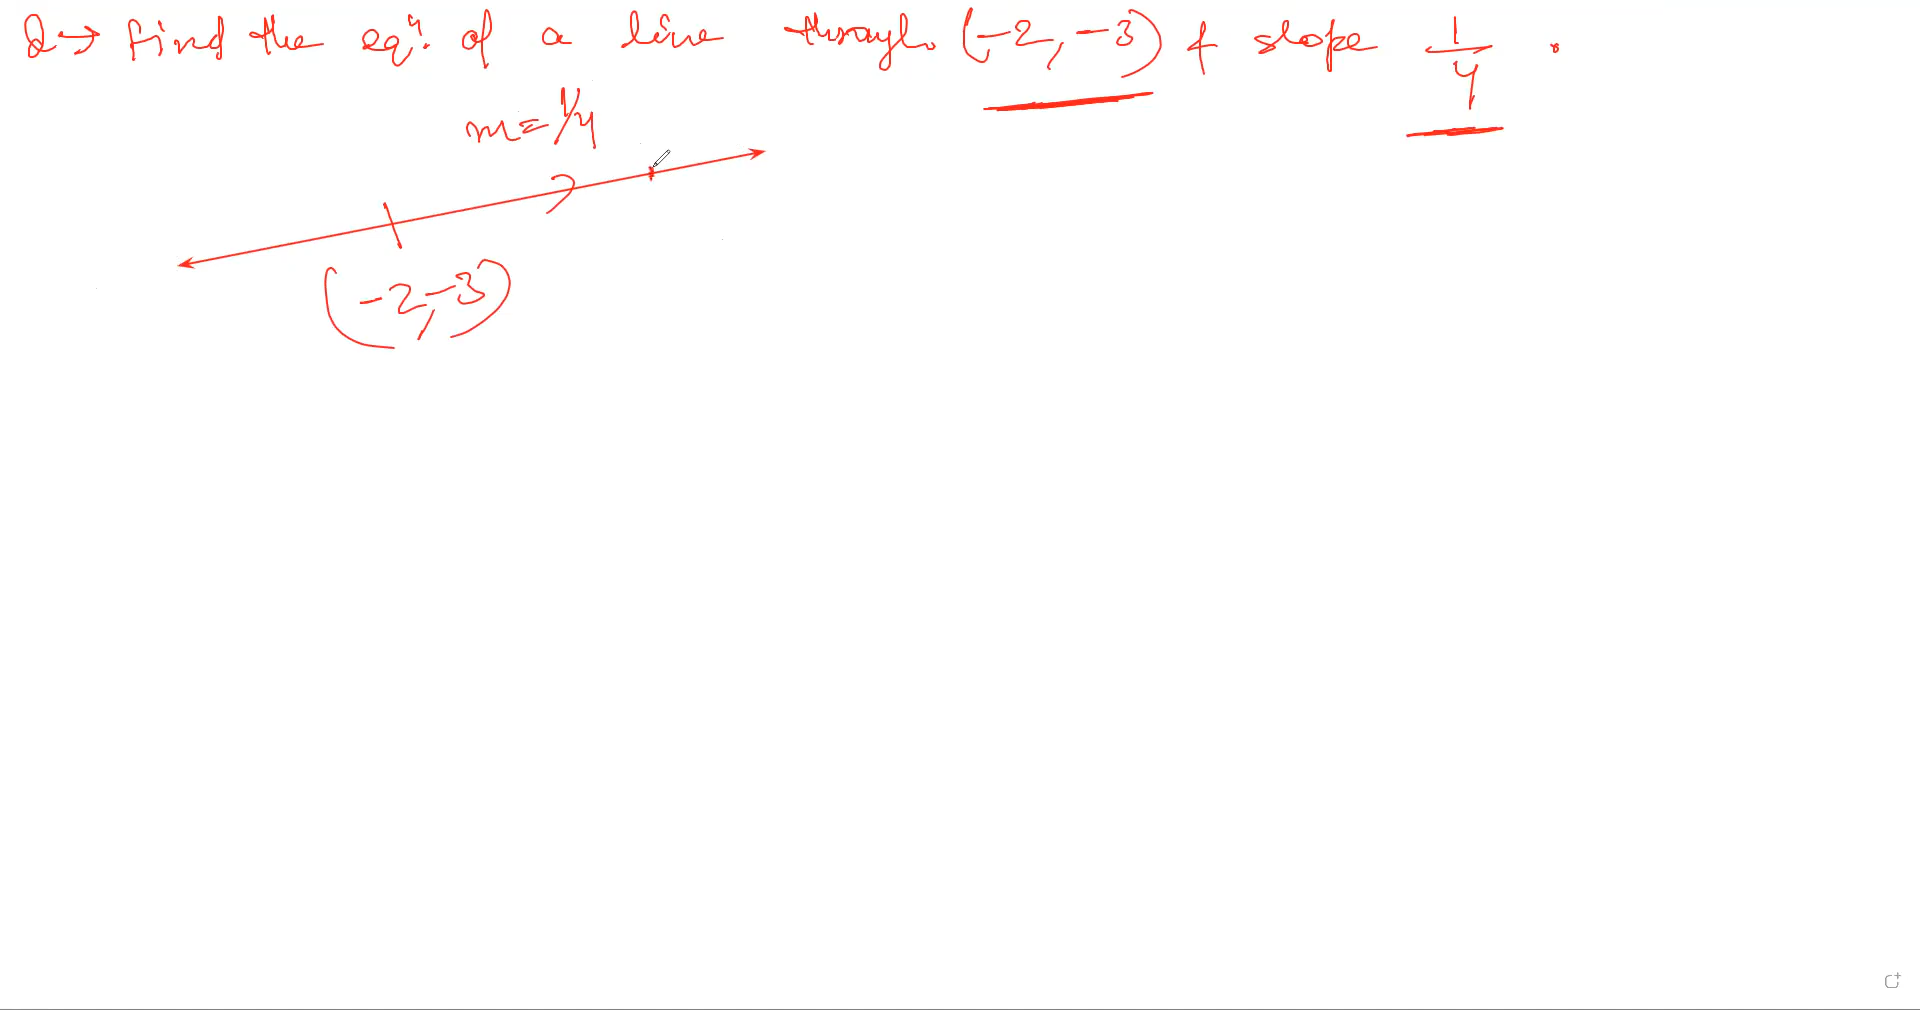 Q→ Find the eqn. of a line through (-2, -3) & slope 1/4 .
m = 1/4
(-2, -3)